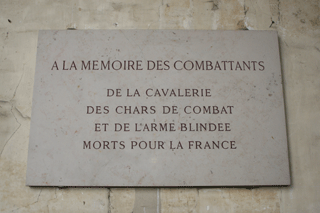 A LA MEMOIRE DES COMBATTANTS
DE LA CAVALERIE
DES CHARS DE COMBAT
ET DE L'ARME BLINDEE
MORTS POUR LA FRANCE